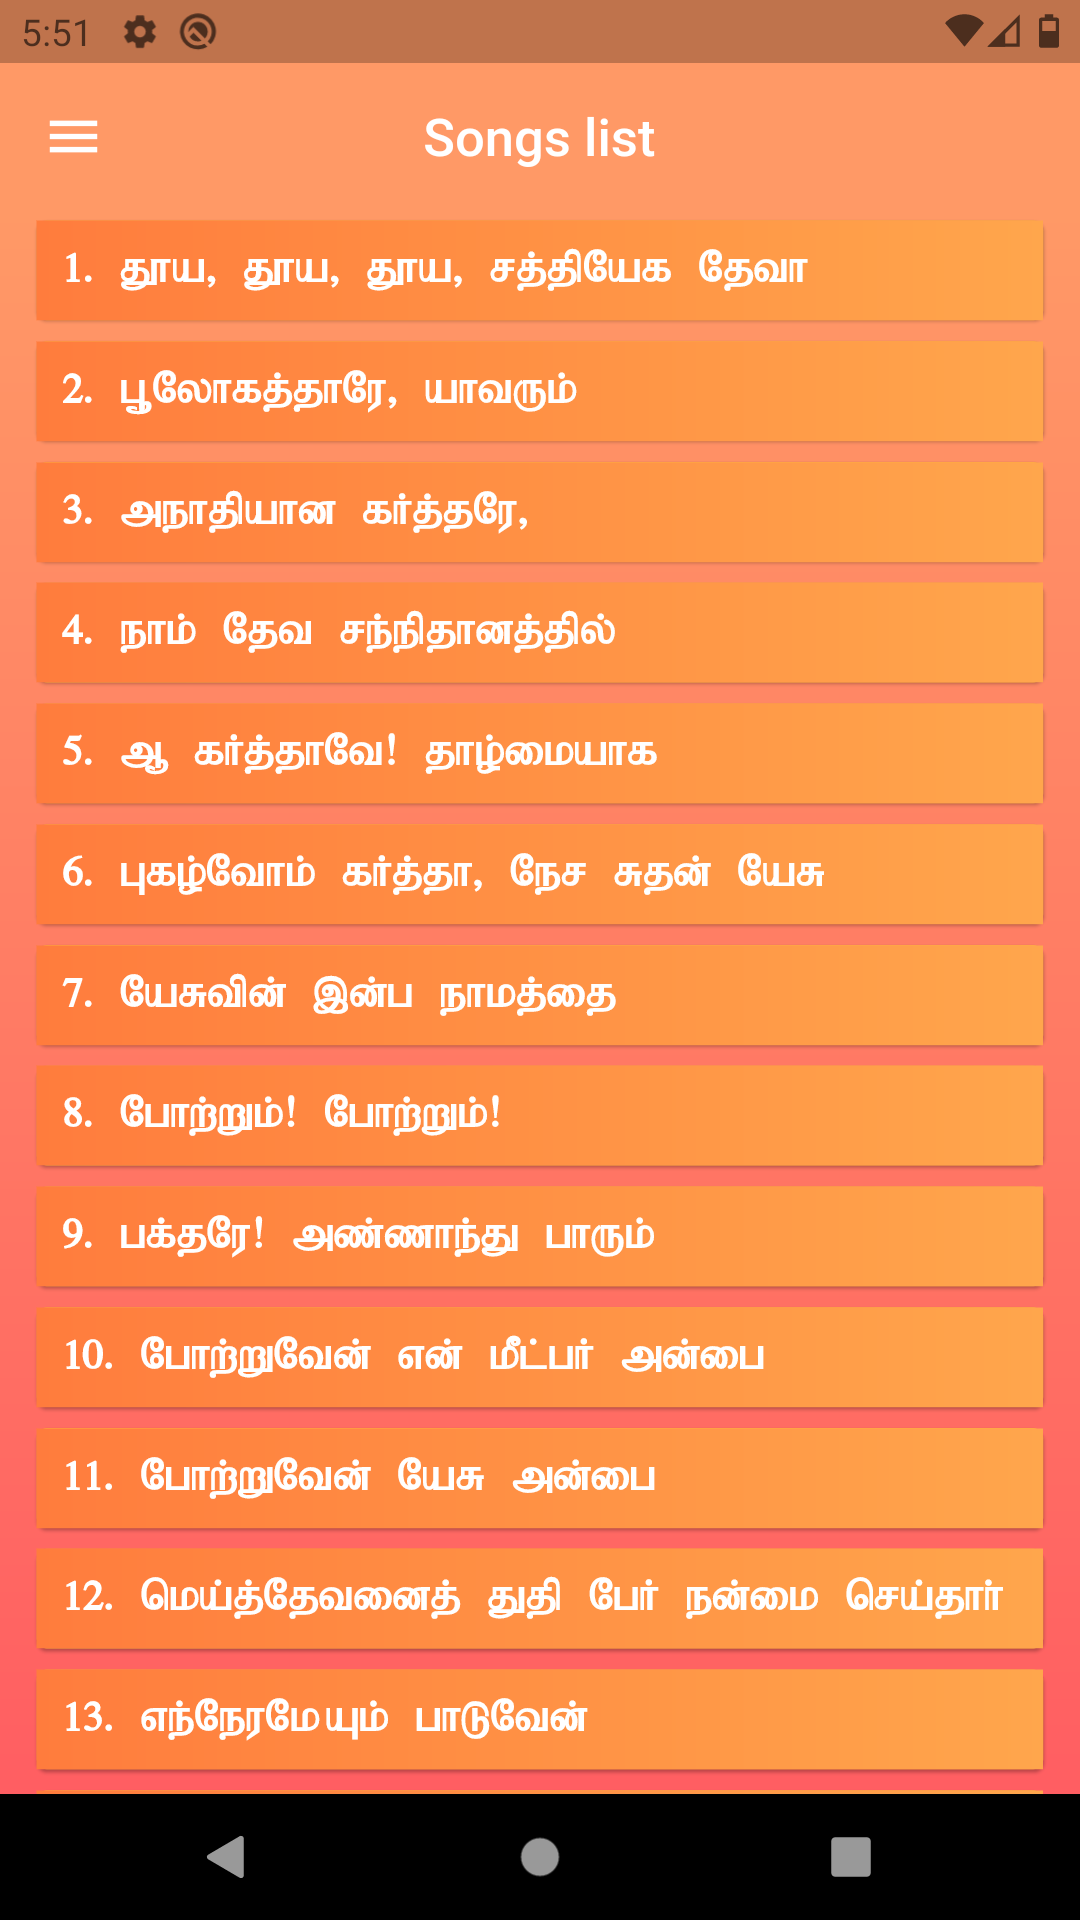 5:51
Songs list
1. தூய, தூய, தூய, சத்தியேக தேவா
2. பூலோகத்தாரே, யாவரும்
3. அநாதியான கர்த்தரே,
4. நாம் தேவ சந்நிதானத்தில்
5. ஆ கர்த்தாவே! தாழ்மையாக
6. புகழ்வோம் கர்த்தா, நேச சுதன் யேசு
7. யேசுவின் இன்ப நாமத்தை
8. போற்றும்! போற்றும்!
9. பக்தரே! அண்ணாந்து பாரும்
10. போற்றுவேன் என் மீட்பர் அன்பை
11. போற்றுவேன் யேசு அன்பை
12. மெய்த்தேவனைத் துதி பேர் நன்மை செய்தார்
13. எந்நேரமேயும் பாடுவேன்